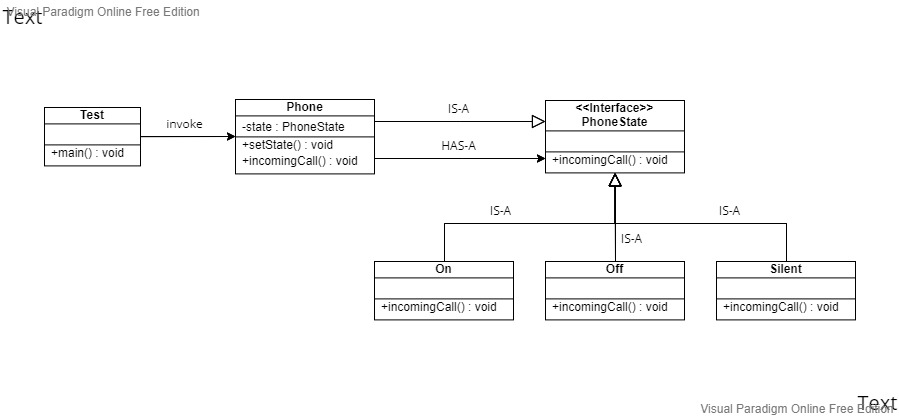 Visual Paradigm Online Free Edition
Text
Test
+main() : void
invoke
Phone
-state : PhoneState
+setState() : void
+incomingCall() : void
IS-A
HAS-A
<<Interface>>
PhoneState
+incomingCall() : void
IS-A
IS-A
IS-A
On
+incomingCall() : void
Off
+incomingCall() : void
Silent
+incomingCall() : void
Text
Visual Paradigm Online Free Edition